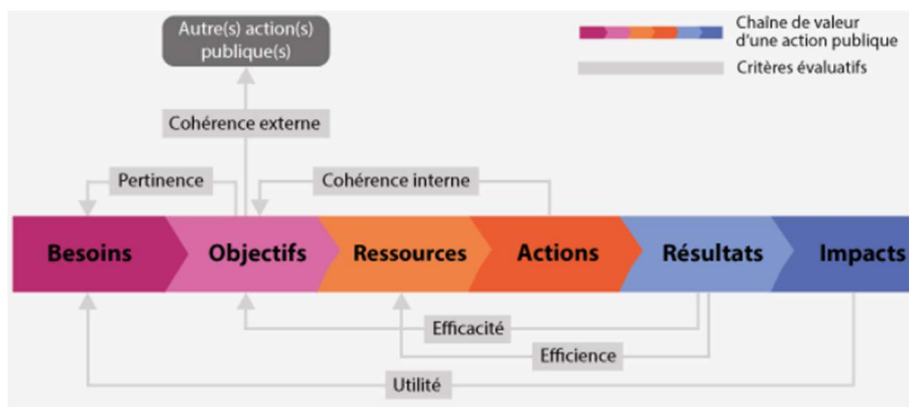 Autre(s) action(s)
publique(s)
Chaîne de valeur
d'une action publique
Critères évaluatifs
Cohérence externe
Pertinence
Cohérence interne
Besoins
Objectifs
Ressources
Actions
Résultats
Impacts
Efficacité
Efficience
Utilité